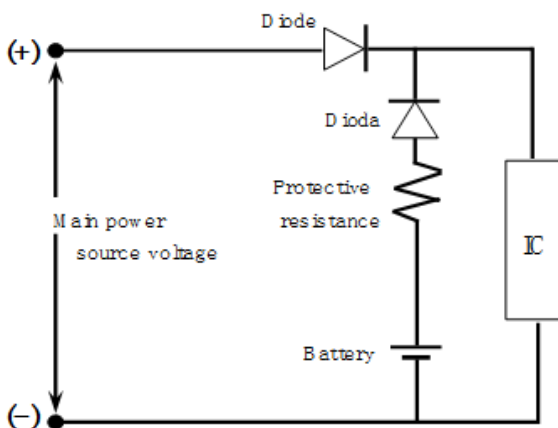 Diode
(+)
Dioda
Protective
resistance
Main power
source voltage
IC
Battery
(−)